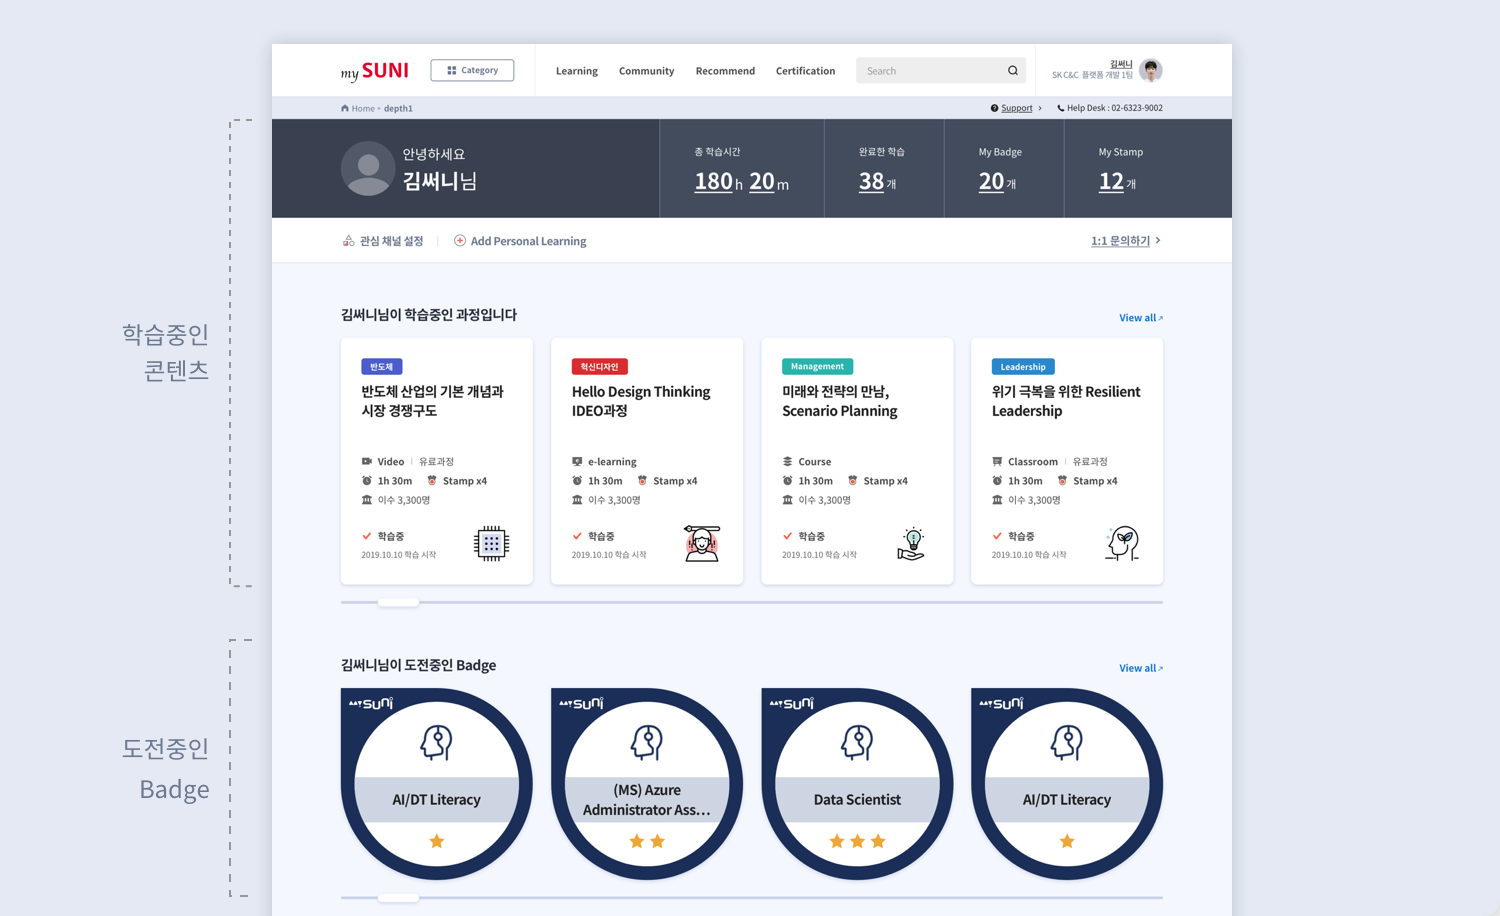 my SUNI
Category
Learning
Community
Recommend
Certification
Search
김써니
SK C&C 플랫폼 개발 1팀
Home ▸ depth1
Support
Help Desk : 02-6323-9002
안녕하세요
김써니님
총 학습시간
180 h 20 m
완료한 학습
38 개
My Badge
20 개
My Stamp
12 개
관심 채널 설정
Add Personal Learning
1:1 문의하기
학습중인
콘텐츠
김써니님이 학습중인 과정입니다
View all
반도체
반도체 산업의 기본 개념과
시장 경쟁구도
Video
유료과정
1h 30m
Stamp x4
이수 3,300명
학습중
2019.10.10 학습 시작
혁신디자인
Hello Design Thinking
IDEO과정
e-learning
1h 30m
Stamp x4
이수 3,300명
학습중
2019.10.10 학습 시작
Management
미래와 전략의 만남,
Scenario Planning
Course
1h 30m
Stamp x4
이수 3,300명
학습중
2019.10.10 학습 시작
Leadership
위기 극복을 위한 Resilient
Leadership
Classroom
유료과정
1h 30m
Stamp x4
이수 3,300명
학습중
2019.10.10 학습 시작
도전중인
Badge
김써니님이 도전중인 Badge
View all
suni
AI/DT Literacy
suni
(MS) Azure
Administrator Ass...
suni
Data Scientist
suni
AI/DT Literacy